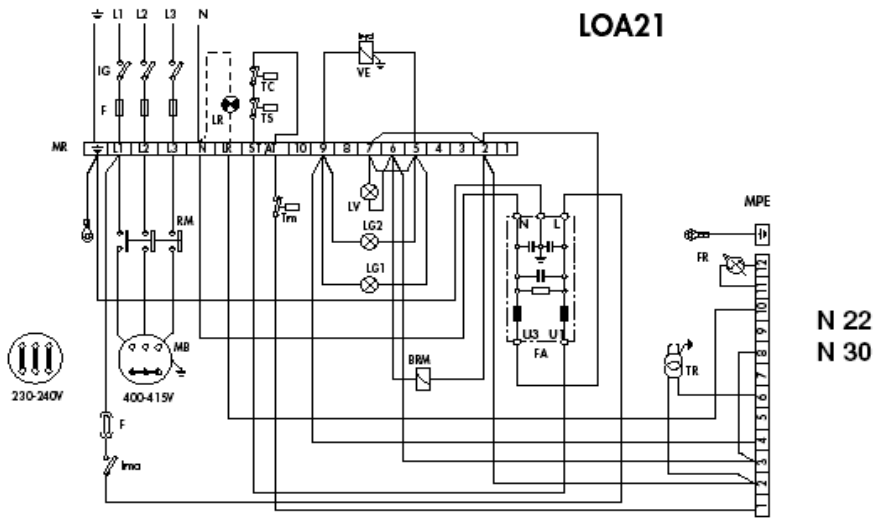 LOA21
L1 L2 L3 N
IG
F
LR
TC
TS
VE
MR
L1 L2 L3 N LR ST AT 10 9 8 7 6 5 4 3 2 1
RM
Tm
LV
LG2
LG1
N L
U3 U1
FA
BRM
MB
230-240V
400-415V
F
Ima
MPE
FR
TR
12
11
10
9
8
7
6
5
4
3
2
1
N 22
N 30